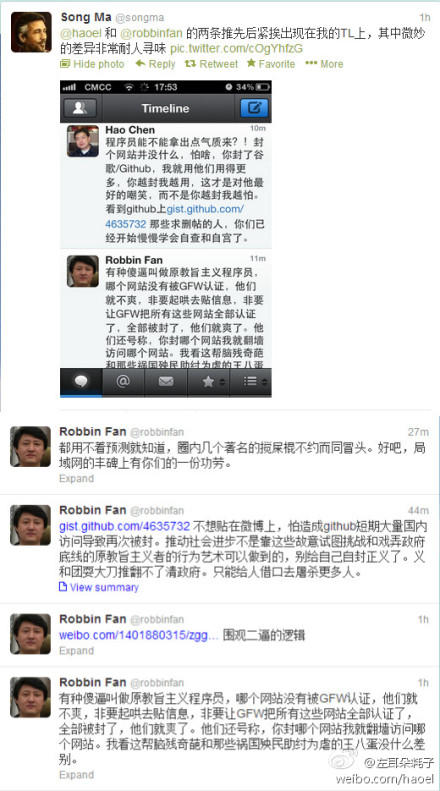 Song Ma @songma 1h
@haoel 和 @robbinfan 的两条推先后紧挨出现在我的TL上，其中微妙
的差异非常耐人寻味 pic.twitter.com/cOgYhfzG
Hide photo Reply Retweet Favorite More
CMCC 17:53 34%
Timeline
Hao Chen 10m
程序员能不能拿出点气质来？！封
个网站并没什么，怕啥，你封了谷
歌/Github，我就用他们用得更
多，你越封我越用，这才是对他最
好的嘲笑，而不是你越封我越怕。
看到github上gist.github.com/
4635732 那些求删帖的人，你们已
经开始慢慢学会自查和自宫了。
Robbin Fan 11m
有种傻逼叫做原教旨主义程序员，
哪个网站没有被GFW认证，他们
就不爽，非要起哄去贴信息，非要
让GFW把所有这些网站全部认证
了，全部被封了，他们就爽了。他
们还号称，你封哪个网站我就翻墙
访问哪个网站。我看这帮脑残奇葩
和那些祸国殃民助纣为虐的王八蛋
Robbin Fan @robbinfan 27m
都用不着预测就知道，圈内几个著名的搅屎棍不约而同冒头。好吧，局
域网的丰碑上有你们的一份功劳。
Expand
Robbin Fan @robbinfan 44m
gist.github.com/4635732 不想贴在微博上，怕造成github短期大量国内
访问导致再次被封。推动社会进步不是靠这些故意试图挑战和戏弄政府
底线的原教旨主义者的行为艺术可以做到的，别给自己自封正义了。义
和团耍大刀推翻不了清政府。只能给人借口去屠杀更多人。
View summary
Robbin Fan @robbinfan 1h
weibo.com/1401880315/zgg... 围观二逼的逻辑
Expand
Robbin Fan @robbinfan 1h
有种傻逼叫做原教旨主义程序员，哪个网站没有被GFW认证，他们就
不爽，非要起哄去贴信息，非要让GFW把所有这些网站全部认证了，
全部被封了，他们就爽了。他们还号称，你封哪个网站我就翻墙访问哪
个网站。我看这帮脑残奇葩和那些祸国殃民助纣为虐的王八蛋没什么差
别。
Expand
@左耳朵耗子
weibo.com/haoel